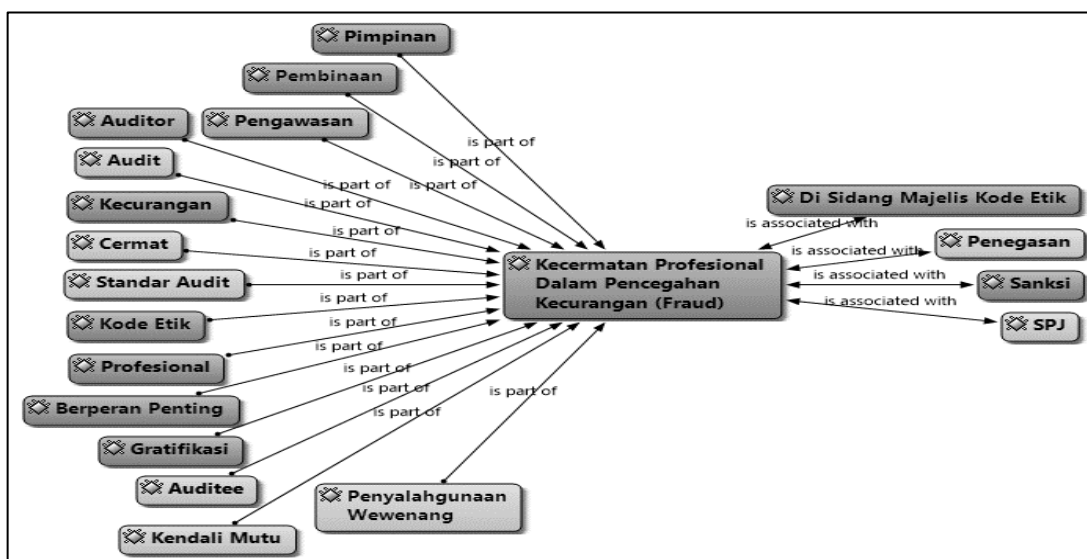 Pimpinan
Pembinaan
Auditor
Pengawasan
is part of
Audit
is part of
is part of
is part of
Kecurangan
is part of
is part of
Di Sidang Majelis Kode Etik
is associated with
Cermat
is part of
Penegasan
is associated with
Kecermatan Profesional
Dalam Pencegahan
Kecurangan (Fraud)
Standar Audit
is part of
is associated with
Sanksi
is part of
is associated with
Kode Etik
is part of
SPJ
is part of
Profesional
is part of
is part of
Berperan Penting
is part of
Gratifikasi
Auditee
Penyalahgunaan
Wewenang
Kendali Mutu